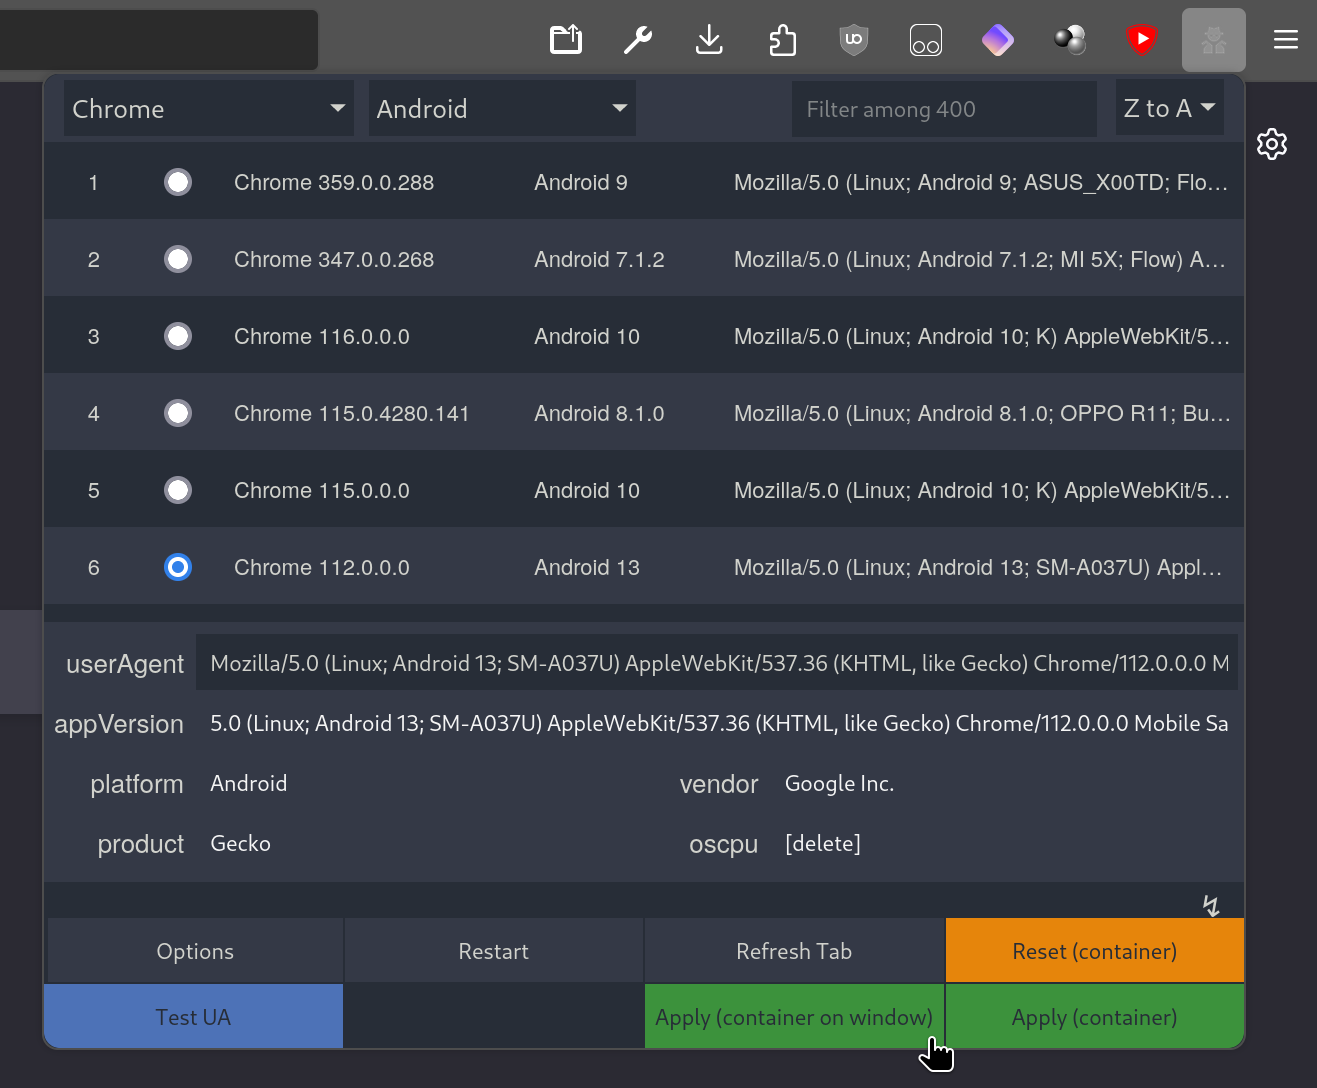 UO
Chrome
Android
Filter among 400
Z to A
1 Chrome 359.0.0.288 Android 9 Mozilla/5.0 (Linux; Android 9; ASUS_X00TD; Flo…
2 Chrome 347.0.0.268 Android 7.1.2 Mozilla/5.0 (Linux; Android 7.1.2; MI 5X; Flow) A…
3 Chrome 116.0.0.0 Android 10 Mozilla/5.0 (Linux; Android 10; K) AppleWebKit/5…
4 Chrome 115.0.4280.141 Android 8.1.0 Mozilla/5.0 (Linux; Android 8.1.0; OPPO R11; Bu…
5 Chrome 115.0.0.0 Android 10 Mozilla/5.0 (Linux; Android 10; K) AppleWebKit/5…
6 Chrome 112.0.0.0 Android 13 Mozilla/5.0 (Linux; Android 13; SM-A037U) Appl…
userAgent Mozilla/5.0 (Linux; Android 13; SM-A037U) AppleWebKit/537.36 (KHTML, like Gecko) Chrome/112.0.0.0 M
appVersion 5.0 (Linux; Android 13; SM-A037U) AppleWebKit/537.36 (KHTML, like Gecko) Chrome/112.0.0.0 Mobile Sa
platform Android vendor Google Inc.
product Gecko oscpu [delete]
Options Restart Refresh Tab Reset (container)
Test UA Apply (container on window) Apply (container)